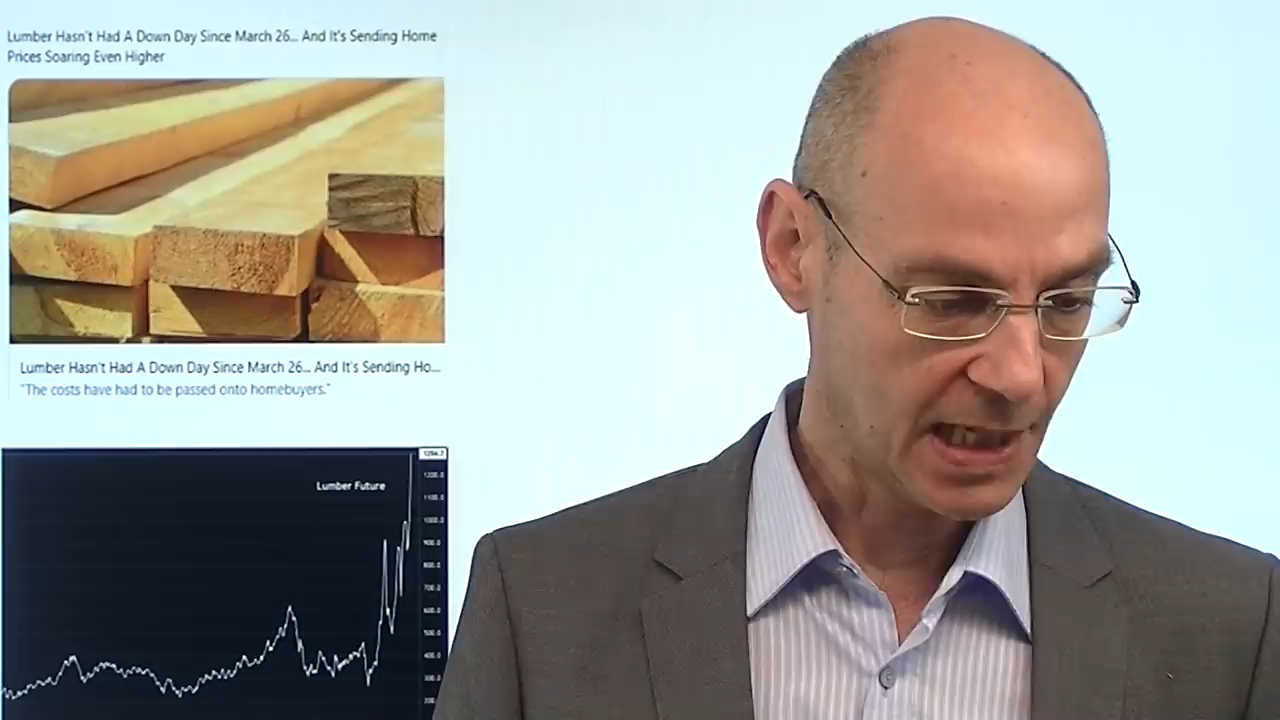 Lumber Hasn't Had A Down Day Since March 26... And It's Sending Home
Prices Soaring Even Higher
Lumber Hasn't Had A Down Day Since March 26... And It's Sending Ho...
"The costs have had to be passed onto homebuyers."
Lumber Future
1200.0
1100.0
1000.0
900.0
800.0
700.0
600.0
500.0
400.0
300.0
200.0